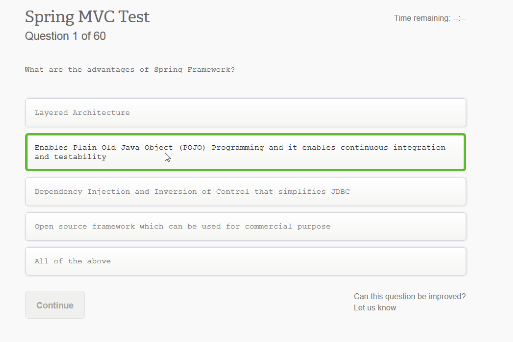 Spring MVC Test
Time remaining: --:--
Question 1 of 60
What are the advantages of Spring Framework?
Layered Architecture
Enables Plain Old Java Object (POJO) Programming and it enables continuous integration
and testability
Dependency Injection and Inversion of Control that simplifies JDBC
Open source framework which can be used for commercial purpose
All of the above
Continue
Can this question be improved?
Let us know